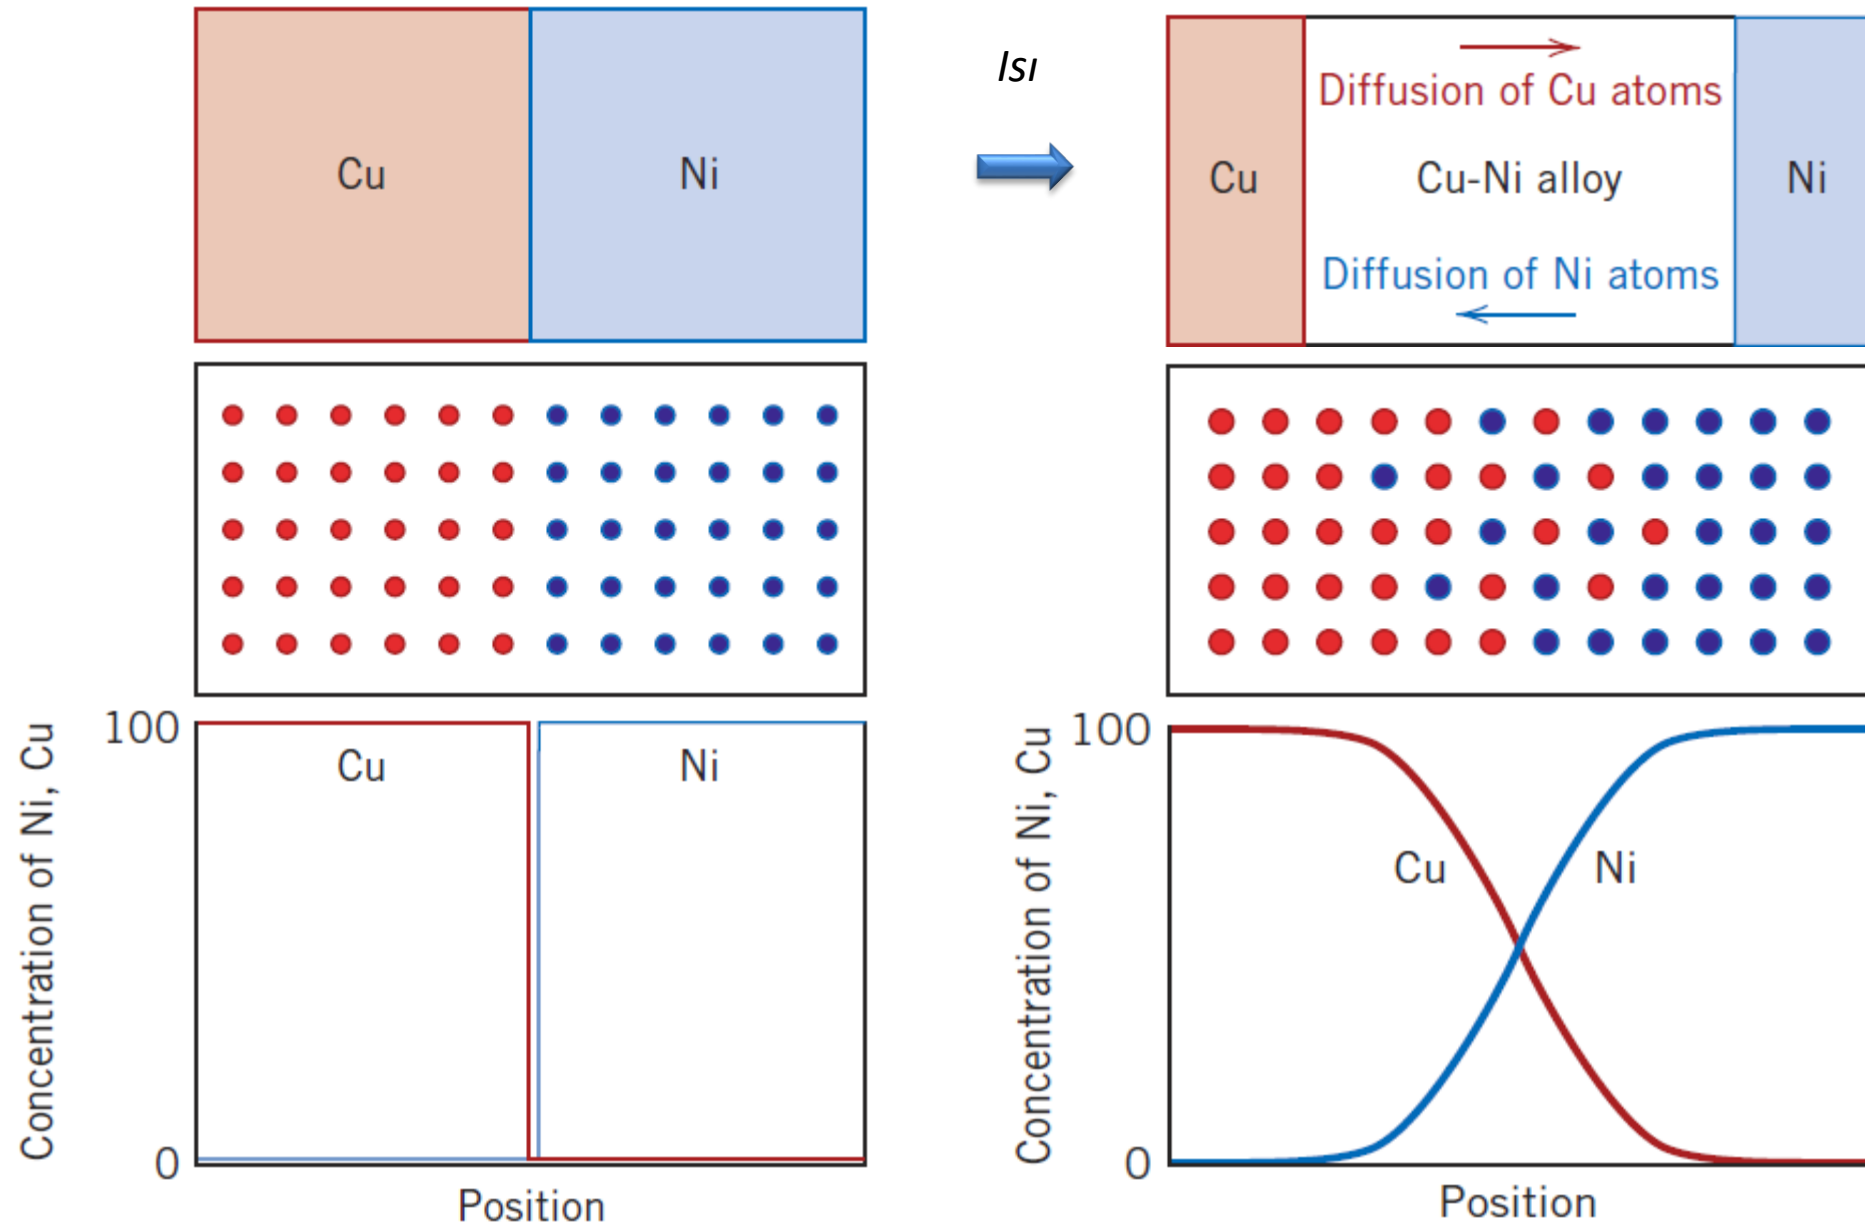 Cu
Ni
Isı
Diffusion of Cu atoms
Cu
Cu-Ni alloy
Ni
Diffusion of Ni atoms
Concentration of Ni, Cu
100
0
Cu
Ni
Position
Concentration of Ni, Cu
100
0
Cu
Ni
Position